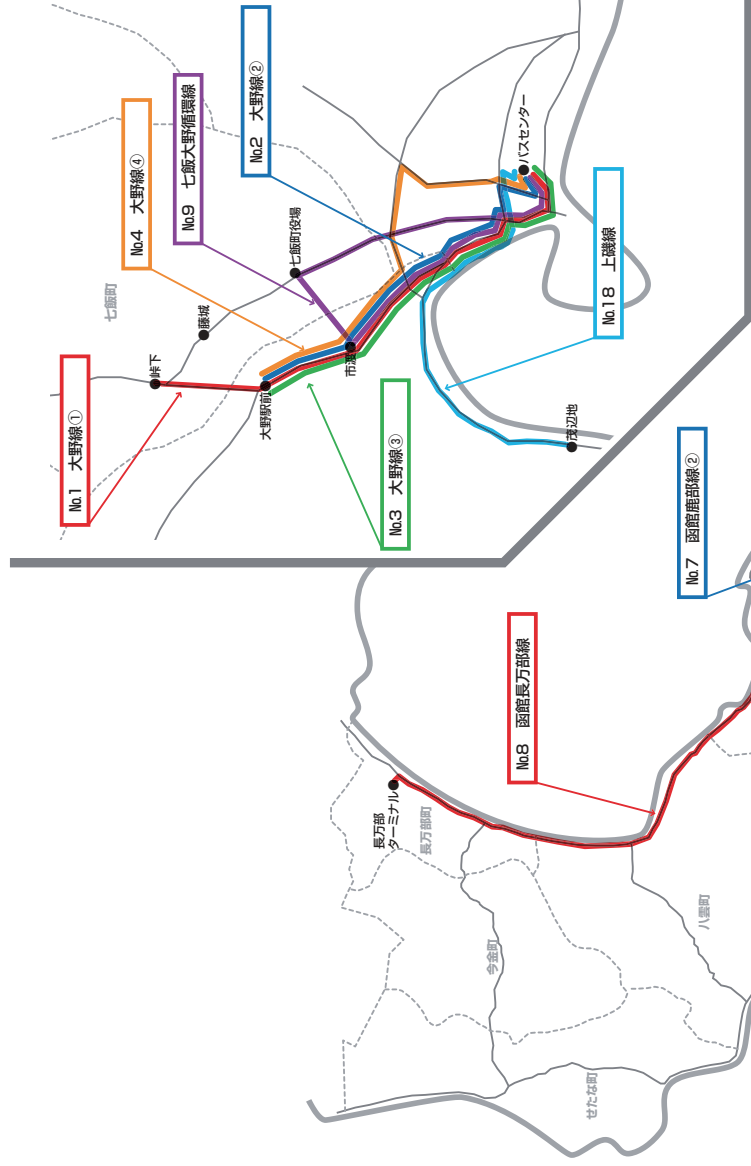 No.1 大野線①
No.4 大野線④
No.9 七飯大野循環線
No.2 大野線②
七飯町
峠下
藤城
七飯町役場
大野駅前
市渡
バスセンター
No.3 大野線③
No.18 上磯線
茂辺地
No.7 函館鹿部線②
No.8 函館長万部線
長万部
ターミナル
長万部町
今金町
八雲町
せたな町